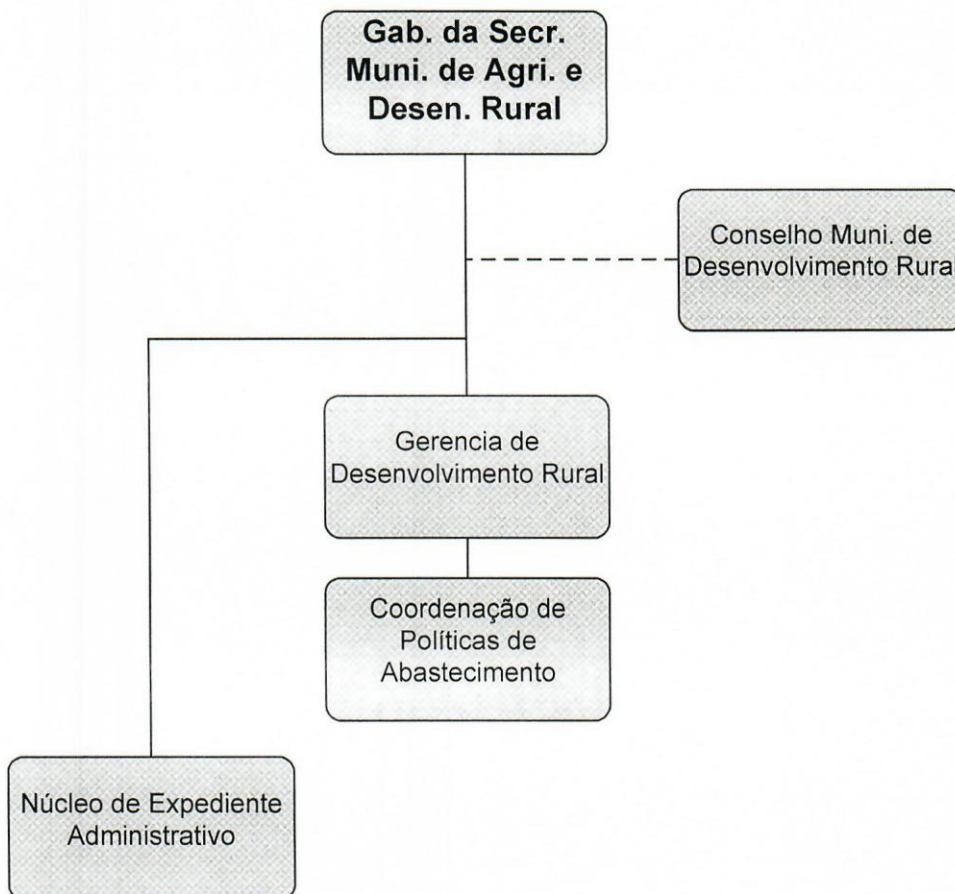 Gab. da Secr.
Muni. de Agri. e
Desen. Rural
Conselho Muni. de
Desenvolvimento Rural
Gerencia de
Desenvolvimento Rural
Coordenação de
Políticas de
Abastecimento
Núcleo de Expediente
Administrativo